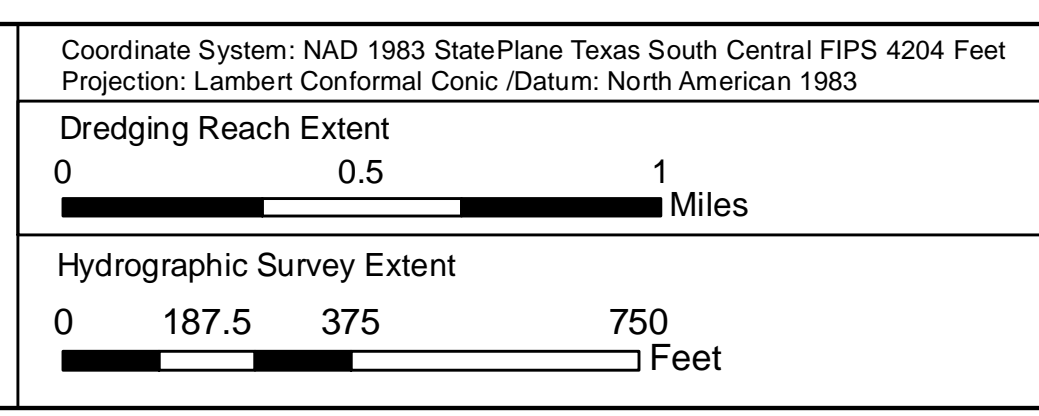 Coordinate System: NAD 1983 StatePlane Texas South Central FIPS 4204 Feet
Projection: Lambert Conformal Conic /Datum: North American 1983
Dredging Reach Extent
0 0.5 1
Miles
Hydrographic Survey Extent
0 187.5 375 750
Feet